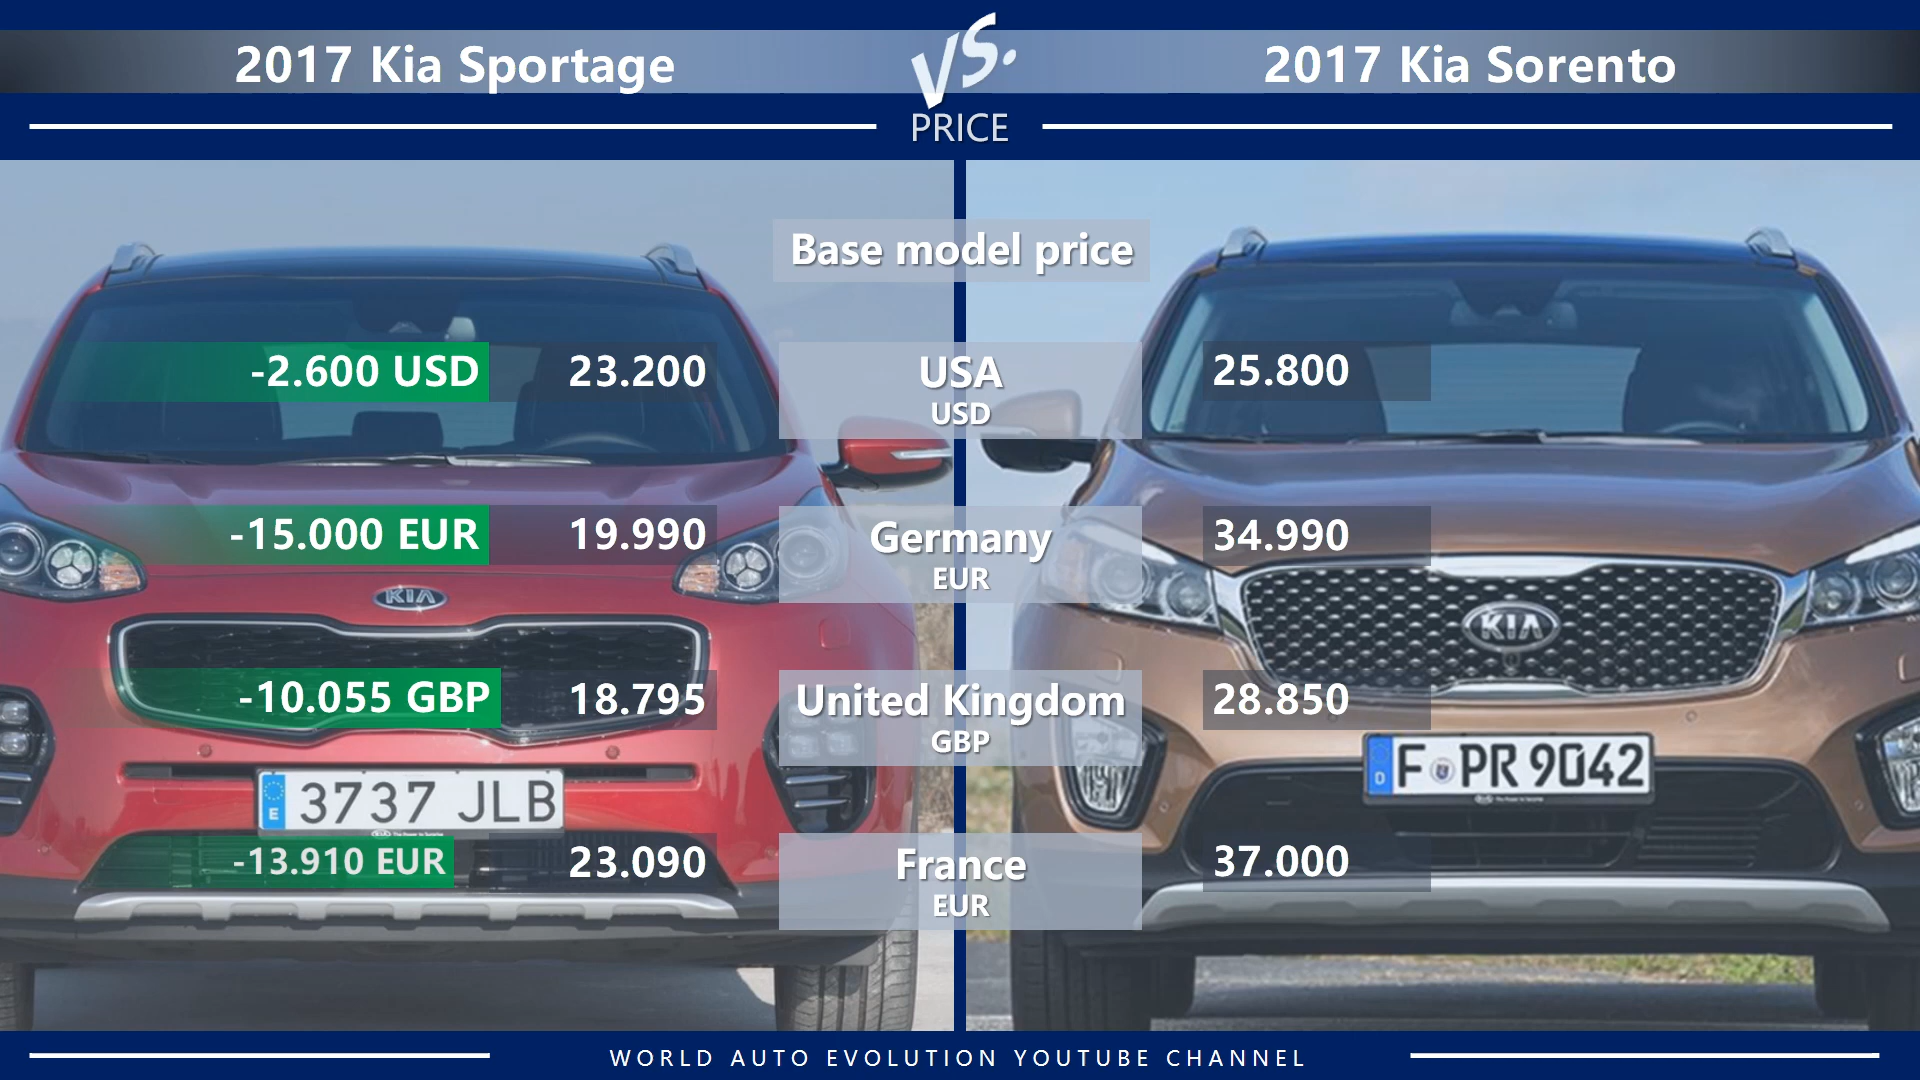 2017 Kia Sportage
VS.
2017 Kia Sorento
PRICE
Base model price
-2.600 USD
23.200
USA
USD
25.800
-15.000 EUR
19.990
Germany
EUR
34.990
KIA
KIA
-10.055 GBP
18.795
United Kingdom
GBP
28.850
E
3737 JLB
D
F PR 9042
-13.910 EUR
23.090
France
EUR
37.000
WORLD AUTO EVOLUTION YOUTUBE CHANNEL